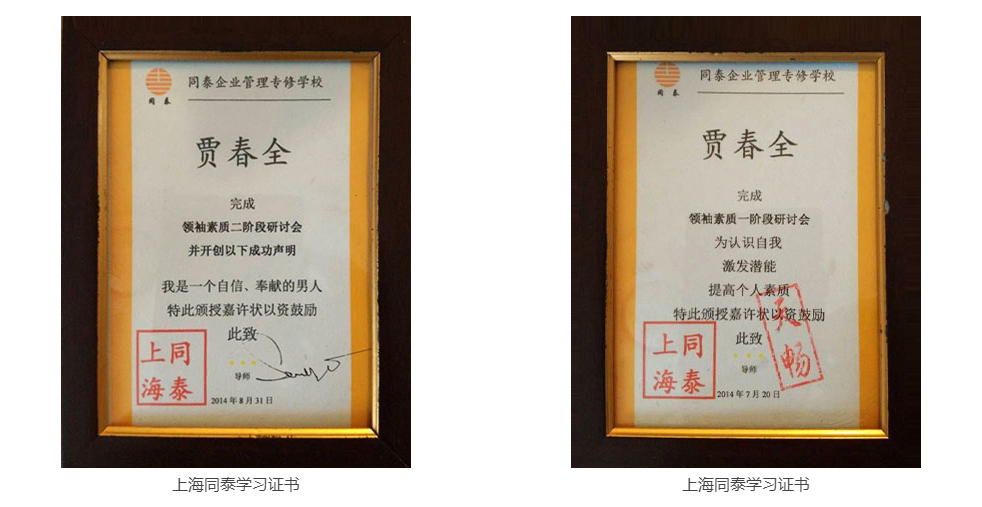 同泰
同泰企业管理专修学校
贾春全
完成
领袖素质二阶段研讨会
并开创以下成功声明
我是一个自信、奉献的男人
特此颁授嘉许状以资鼓励
此致
导师
上同
海泰
2014年8月31日
上海同泰学习证书
同泰
同泰企业管理专修学校
贾春全
完成
领袖素质一阶段研讨会
为认识自我
激发潜能
提高个人素质
特此颁授嘉许状以资鼓励
此致
导师
上同
海泰
天
畅
2014年7月20日
上海同泰学习证书